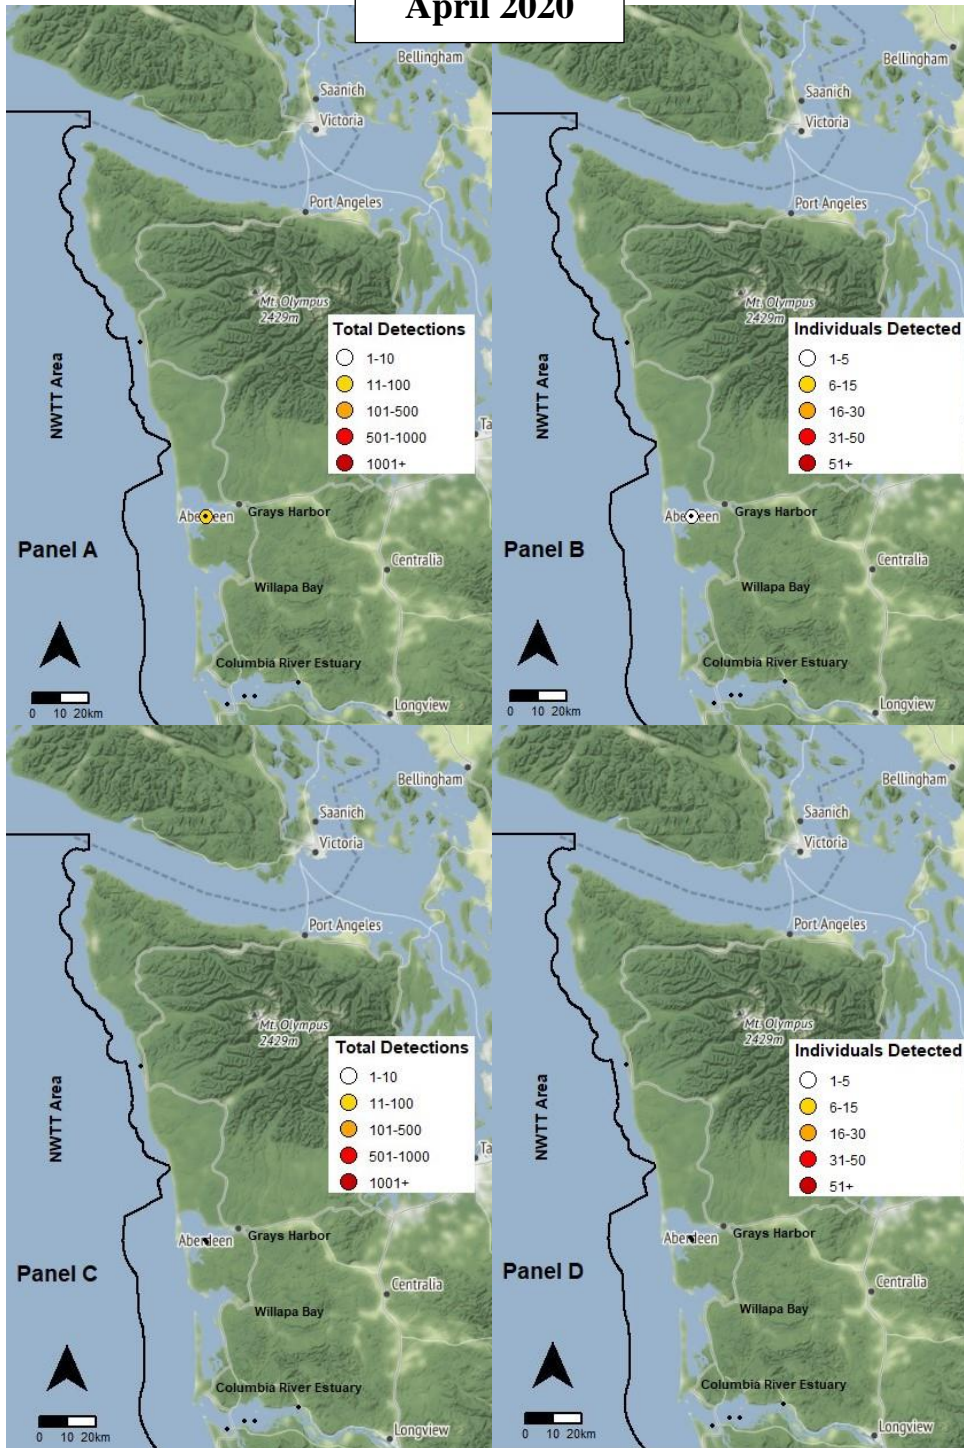 April 2020
Bellingham
Saanich
Victoria
Port Angeles
Mt. Olympus
2429m
Total Detections
1-10
11-100
101-500
501-1000
1001+
NWTT Area
Ta
Aberdeen
Grays Harbor
Panel A
Centralia
Willapa Bay
Columbia River Estuary
Longview
0 10 20km
Bellingham
Saanich
Victoria
Port Angeles
Mt. Olympus
2429m
Individuals Detected
1-5
6-15
16-30
31-50
51+
NWTT Area
Aberdeen
Grays Harbor
Panel B
Centralia
Willapa Bay
Columbia River Estuary
Longview
0 10 20km
Bellingham
Saanich
Victoria
Port Angeles
Mt. Olympus
2429m
Total Detections
1-10
11-100
101-500
501-1000
1001+
NWTT Area
Ta
Aberdeen
Grays Harbor
Panel C
Centralia
Willapa Bay
Columbia River Estuary
Longview
0 10 20km
Bellingham
Saanich
Victoria
Port Angeles
Mt. Olympus
2429m
Individuals Detected
1-5
6-15
16-30
31-50
51+
NWTT Area
Aberdeen
Grays Harbor
Panel D
Centralia
Willapa Bay
Columbia River Estuary
Longview
0 10 20km